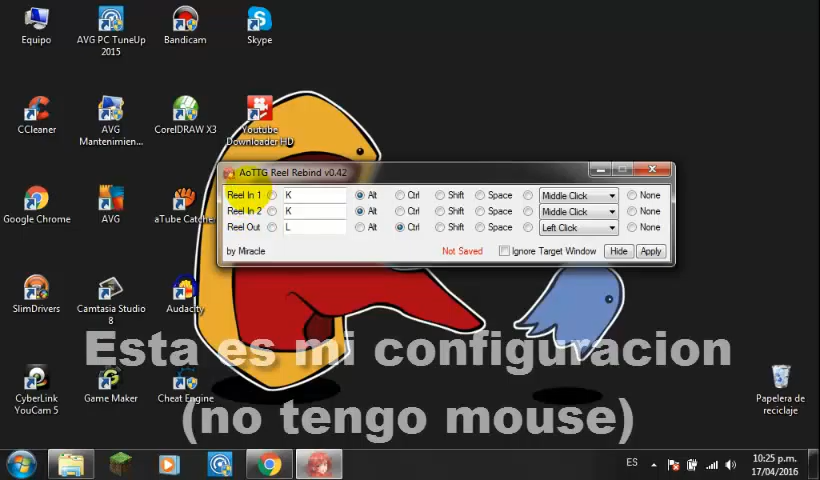 Equipo
AVG PC TuneUp
2015
Bandicam
Skype
CCleaner
AVG
Mantenimien...
CorelDRAW X3
Youtube
Downloader HD
AoTTG Reel Rebind v0.42
Reel In 1 K Alt Ctrl Shift Space Middle Click None
Reel In 2 K Alt Ctrl Shift Space Middle Click None
Reel Out L Alt Ctrl Shift Space Left Click None
by Miracle Not Saved Ignore Target Window Hide Apply
Google Chrome
AVG
aTube Catcher
SlimDrivers
Camtasia Studio
8
Audacity
Esta es mi configuracion
(no tengo mouse)
CyberLink
YouCam 5
Game Maker
Cheat Engine
Papelera de
reciclaje
ES
10:25 p.m.
17/04/2016